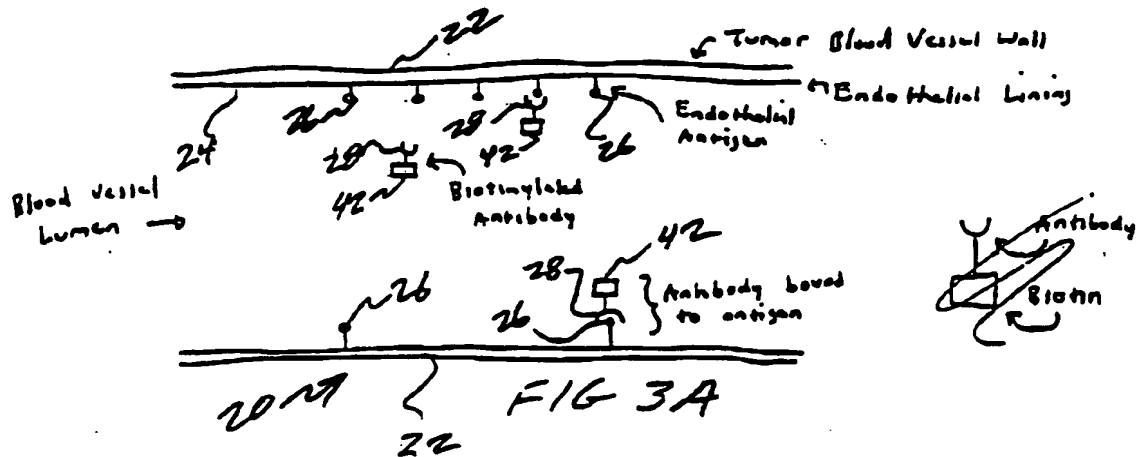 22
Tumor Blood Vessel Wall
Endothelial Lining
24
26
28
42
Endothelial
Antigen
26
28
42
Biotinylated
Antibody
Blood Vessel
Lumen
42
28
26
26
Antibody bound
to antigen
Antibody
Biotin
20
22
FIG 3A